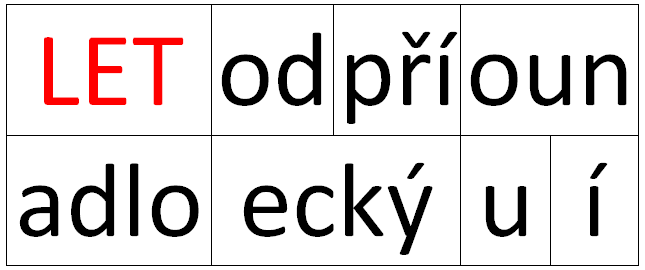 LET od pří oun
adlo ecký u í